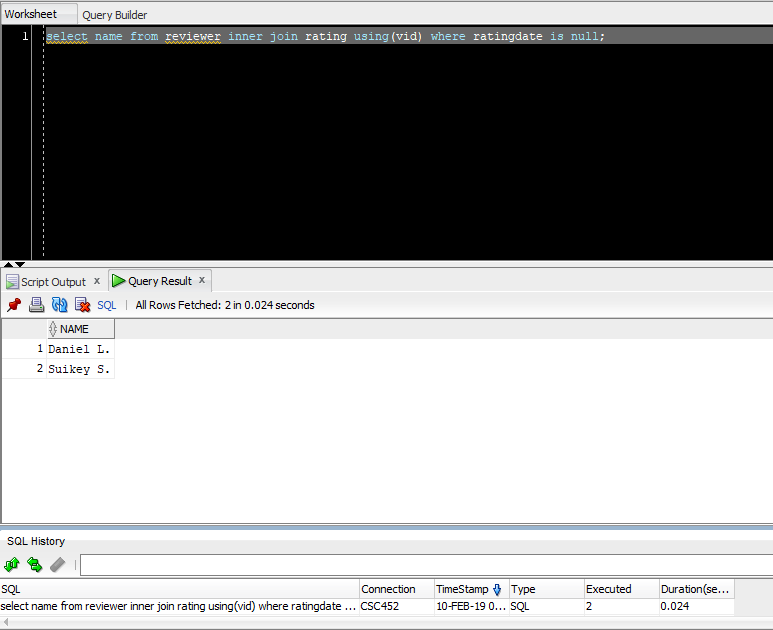 Worksheet Query Builder
1 select name from reviewer inner join rating using(vid) where ratingdate is null;
Script Output x Query Result x
SQL | All Rows Fetched: 2 in 0.024 seconds
NAME
1 Daniel L.
2 Suikey S.
SQL History
SQL Connection TimeStamp Type Executed Duration(se...
select name from reviewer inner join rating using(vid) where ratingdate ... CSC452 10-FEB-19 0... SQL 2 0.024